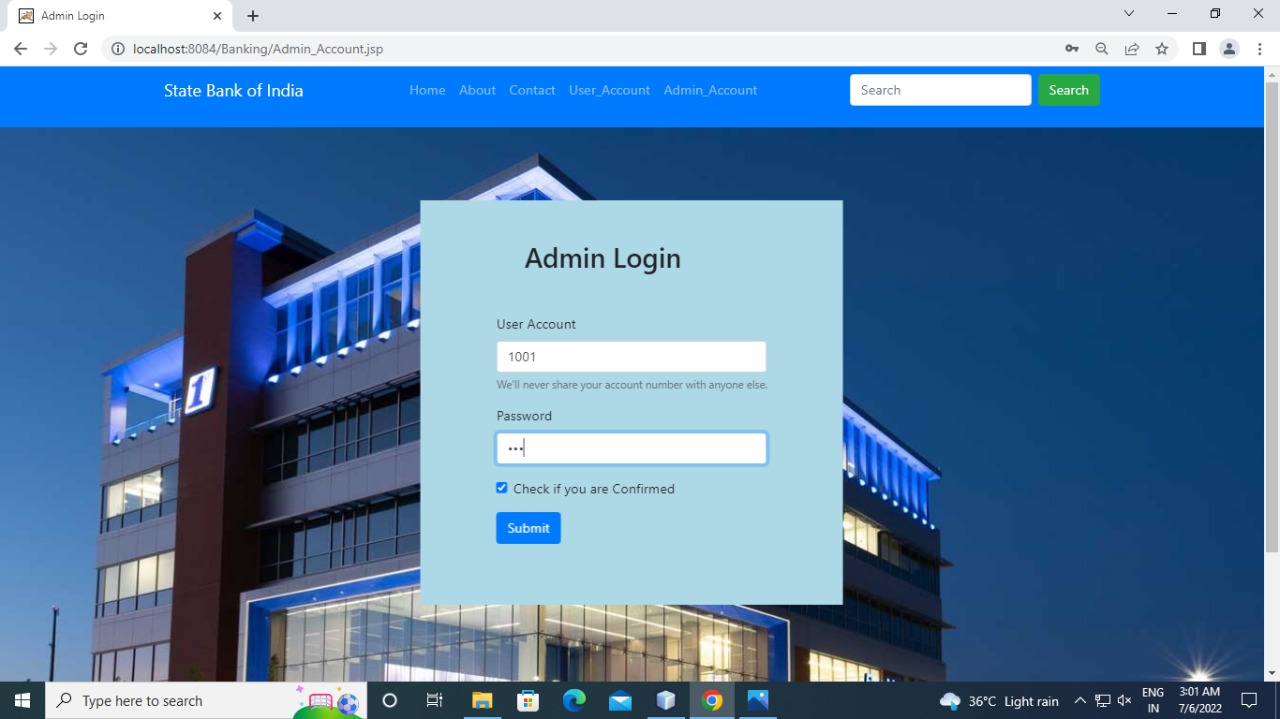 Admin Login
localhost:8084/Banking/Admin_Account.jsp
State Bank of India Home About Contact User_Account Admin_Account Search Search
1
Admin Login
User Account
1001
We'll never share your account number with anyone else.
Password
•••
Check if you are Confirmed
Submit
Type here to search 36°C Light rain ENG IN 3:01 AM 7/6/2022